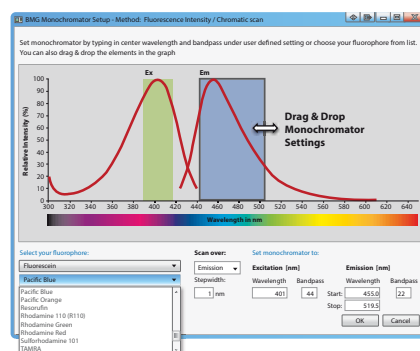 BMG Monochromator Setup - Method: Fluorescence Intensity / Chromatic scan
Set monochromator by typing in center wavelength and bandpass under user defined setting or choose your fluorophore from list.
You can also drag & drop the elements in the graph
Ex Em
Relative Intensity (%)
100
90
80
70
60
50
40
30
20
10
0
Drag & Drop
Monochromator
Settings
300 320 340 360 380 400 420 440 460 480 500 520 540 560 580 600 620 640
Wavelength in nm
Select your fluorophore: Scan over: Set monochromator to:
Fluorescein Emission Excitation [nm] Emission [nm]
Pacific Blue Stepwidth: Wavelength Bandpass Wavelength Bandpass
Pacific Blue 1 nm 401 44 Start: 455.0 22
Pacific Orange Stop: 519.5
Resorufin
Rhodamine 110 (R110) OK Cancel
Rhodamine Green
Rhodamine Red
Sulforhodamine 101
TAMRA